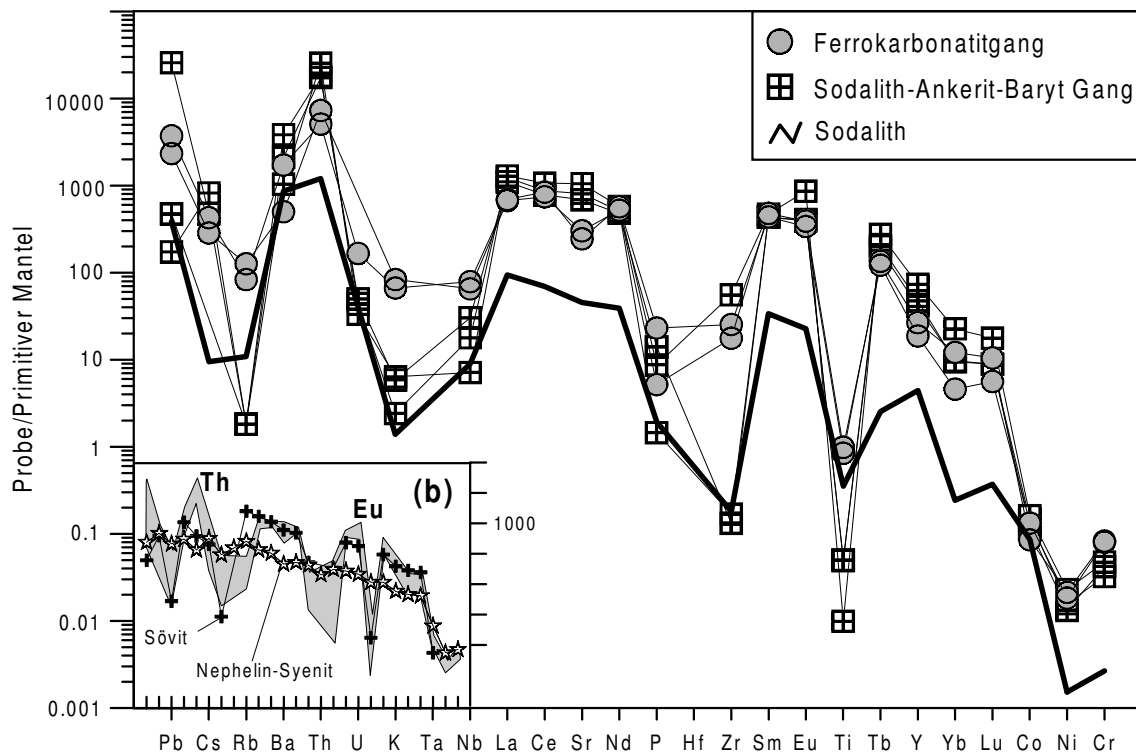 Ferrokarbonatitgang
Sodalith-Ankerit-Baryt Gang
Sodalith
Probe/Primitiver Mantel
10000
1000
100
10
1
0.1
0.01
0.001
(b)
Th
Eu
1000
Sövit
Nephelin-Syenit
Pb Cs Rb Ba Th U K Ta Nb La Ce Sr Nd P Hf Zr Sm Eu Ti Tb Y Yb Lu Co Ni Cr